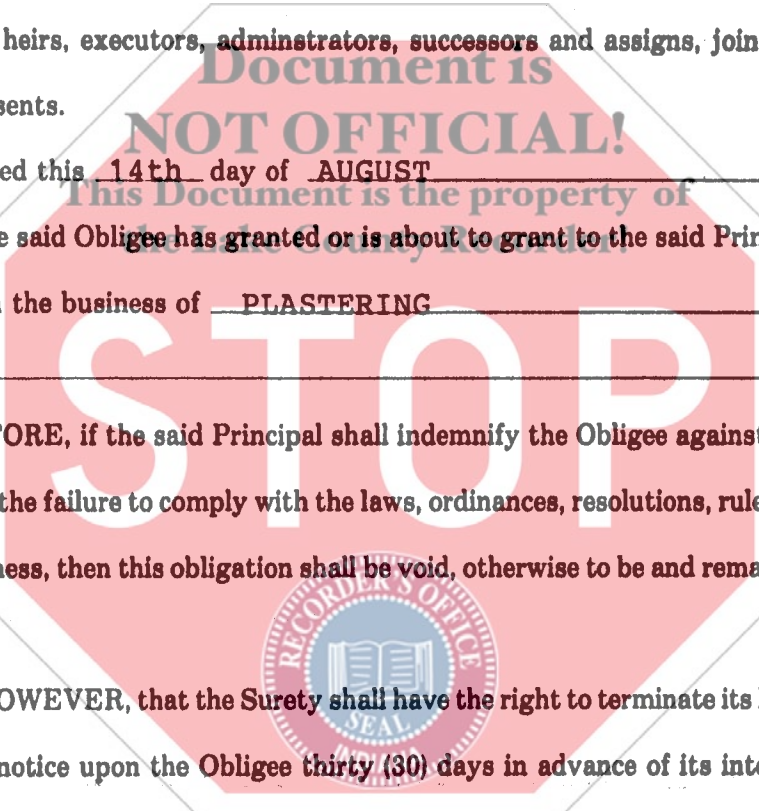 heirs, executors, adminstrators, successors and assigns, join
Document is
sents.
NOT OFFICIAL!
ed this 14th day of AUGUST
This Document is the property of
e said Obligee has granted or is about to grant to the said Prin
the Lake County Recorder!
the business of PLASTERING
STOP
TORE, if the said Principal shall indemnify the Obligee against
the failure to comply with the laws, ordinances, resolutions, rule
ness, then this obligation shall be void, otherwise to be and rema
RECORDER'S OFFICE
OWEVER, that the Surety shall have the right to terminate its
SEAL
INDIANA
notice upon the Obligee thirty (30) days in advance of its inte